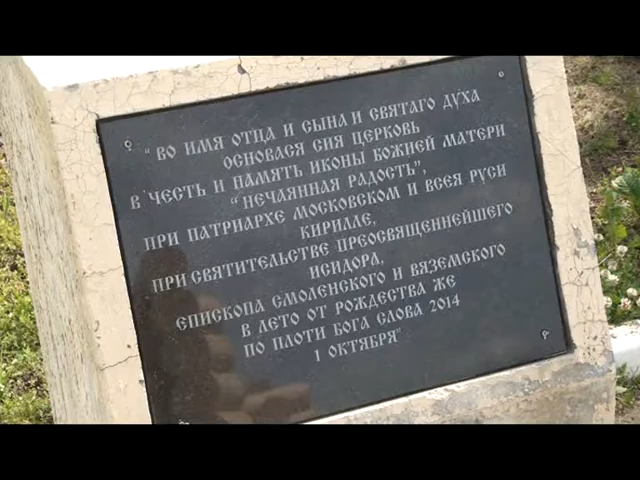 "ВО ИМЯ ОТЦА И СЫНА И СВЯТАГО ДУХА
ОСНОВАСЯ СИЯ ЦЕРКОВЬ
В ЧЕСТЬ И ПАМЯТЬ ИКОНЫ БОЖИЕЙ МАТЕРИ
"НЕЧАЯННАЯ РАДОСТЬ",
ПРИ ПАТРИАРХЕ МОСКОВСКОМ И ВСЕЯ РУСИ
КИРИЛЛЕ,
ПРИ СВЯТИТЕЛЬСТВЕ ПРЕОСВЯЩЕННЕЙШЕГО
ИСИДОРА,
ЕПИСКОПА СМОЛЕНСКОГО И ВЯЗЕМСКОГО
В ЛЕТО ОТ РОЖДЕСТВА ЖЕ
ПО ПЛОТИ БОГА СЛОВА 2014
1 ОКТЯБРЯ"